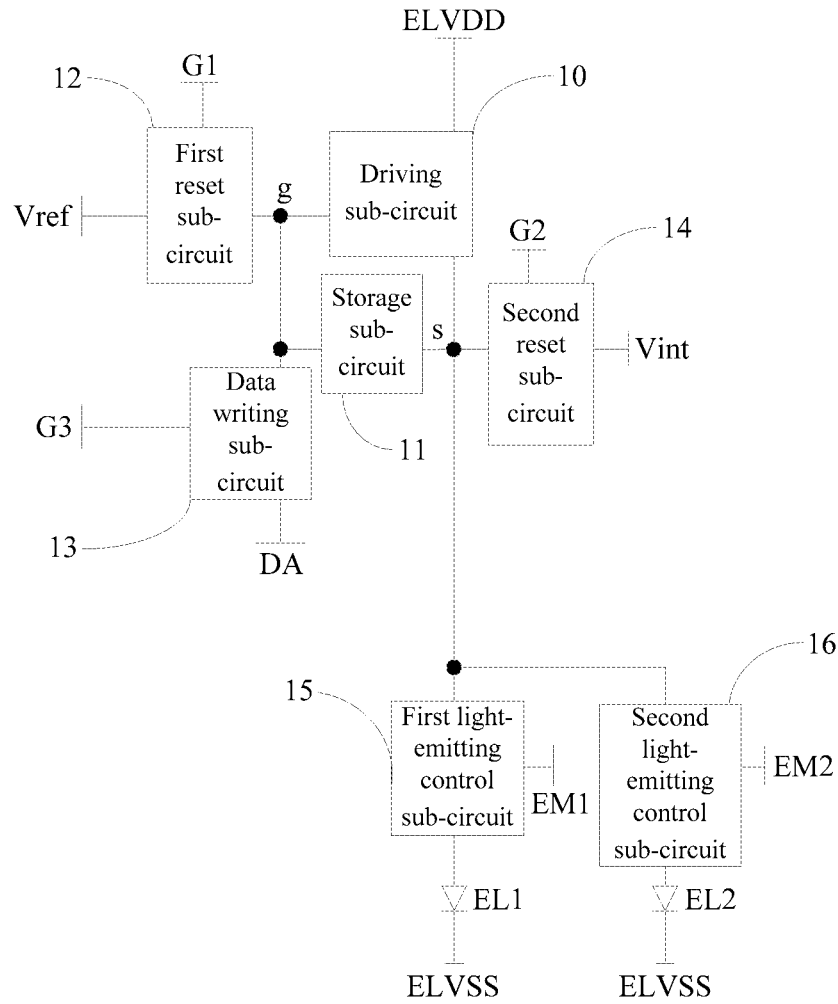 ELVDD
12
G1
10
First
reset
sub-
circuit
g
Driving
sub-circuit
Vref
G2
14
Storage
sub-
circuit
s
Second
reset
sub-
circuit
Vint
Data
writing
sub-
circuit
G3
11
13
DA
16
15
First light-
emitting
control
sub-circuit
EM1
Second
light-
emitting
control
sub-circuit
EM2
EL1
EL2
ELVSS
ELVSS